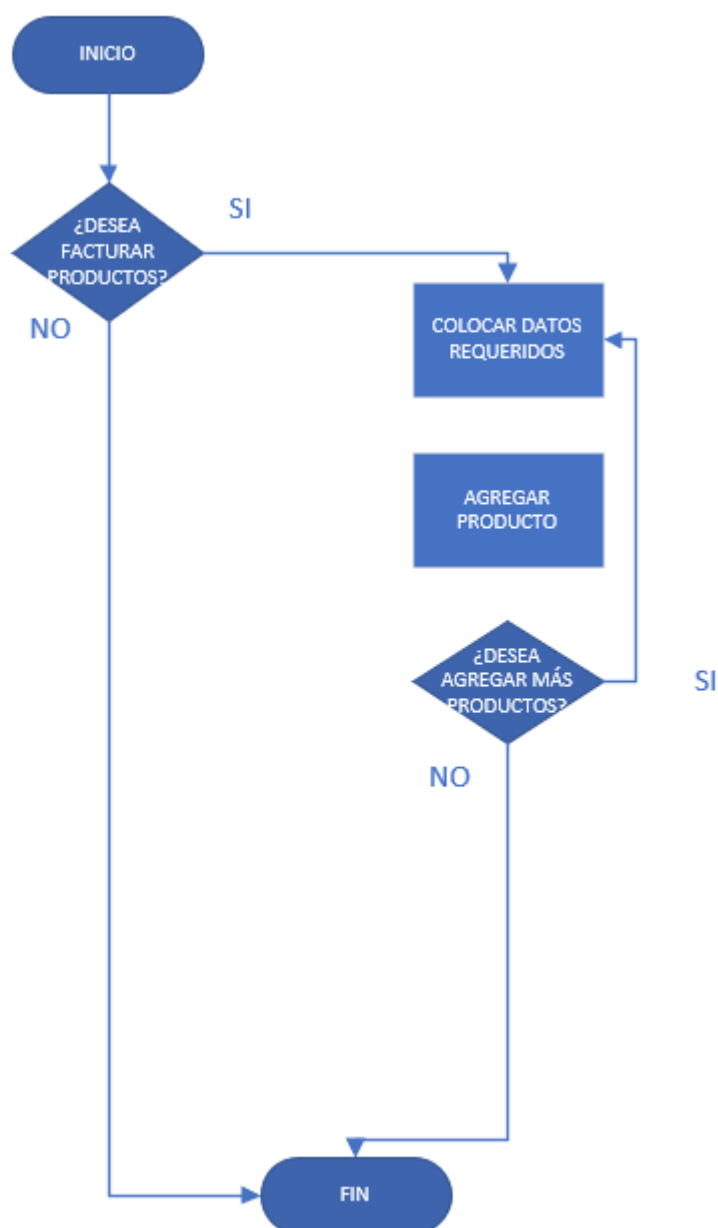 INICIO
¿DESEA
FACTURAR
PRODUCTOS?
SI
NO
COLOCAR DATOS
REQUERIDOS
AGREGAR
PRODUCTO
¿DESEA
AGREGAR MÁS
PRODUCTOS?
SI
NO
FIN